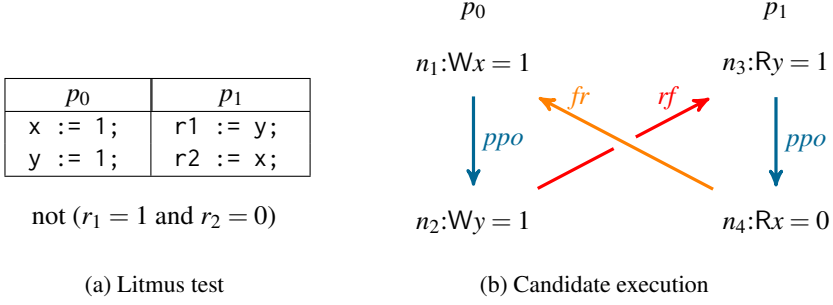 p₀ p₁
x := 1; r1 := y;
y := 1; r2 := x;
not (r₁ = 1 and r₂ = 0)
(a) Litmus test
p₀ p₁
n₁:Wx = 1 n₃:Ry = 1
fr rf
ppo ppo
n₂:Wy = 1 n₄:Rx = 0
(b) Candidate execution